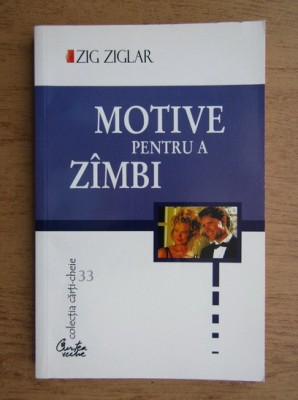 ZIG ZIGLAR
MOTIVE
PENTRU A
ZÎMBI
colecția cărți-cheie 33
Curtea
veche